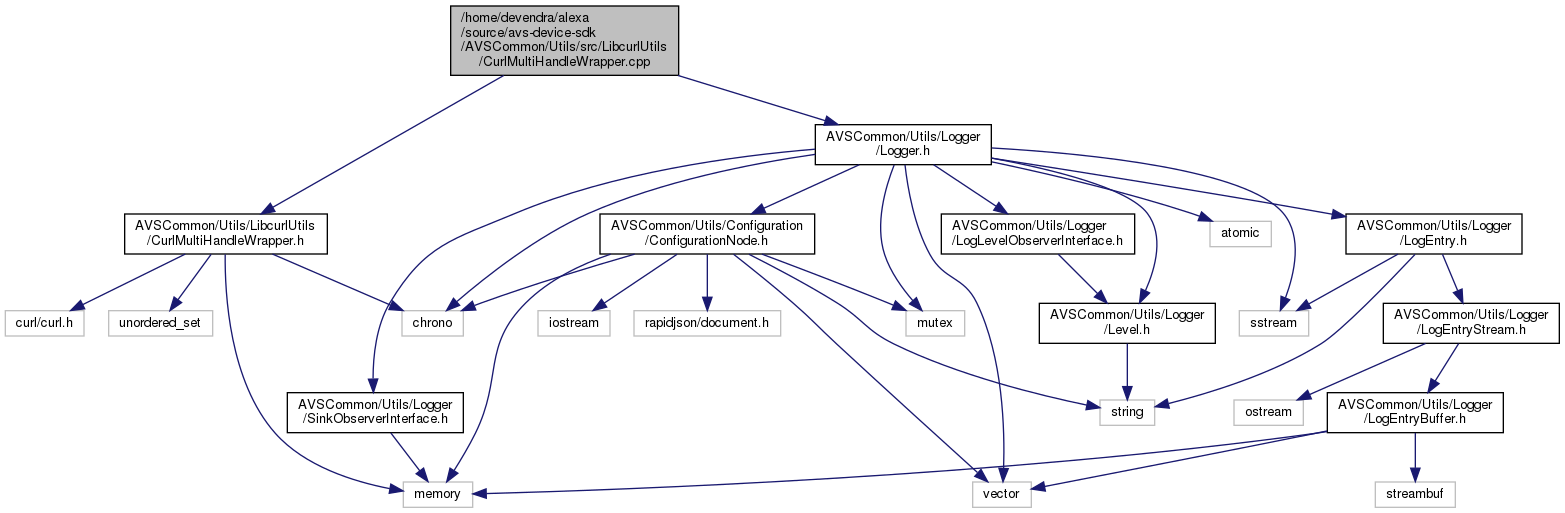 /home/devendra/alexa
/source/avs-device-sdk
/AVSCommon/Utils/src/LibcurlUtils
/CurlMultiHandleWrapper.cpp
AVSCommon/Utils/Logger
/Logger.h
AVSCommon/Utils/LibcurlUtils
/CurlMultiHandleWrapper.h
AVSCommon/Utils/Configuration
/ConfigurationNode.h
AVSCommon/Utils/Logger
/LogLevelObserverInterface.h
atomic
AVSCommon/Utils/Logger
/LogEntry.h
curl/curl.h
unordered_set
chrono
iostream
rapidjson/document.h
mutex
AVSCommon/Utils/Logger
/Level.h
sstream
AVSCommon/Utils/Logger
/LogEntryStream.h
AVSCommon/Utils/Logger
/SinkObserverInterface.h
string
ostream
AVSCommon/Utils/Logger
/LogEntryBuffer.h
memory
vector
streambuf